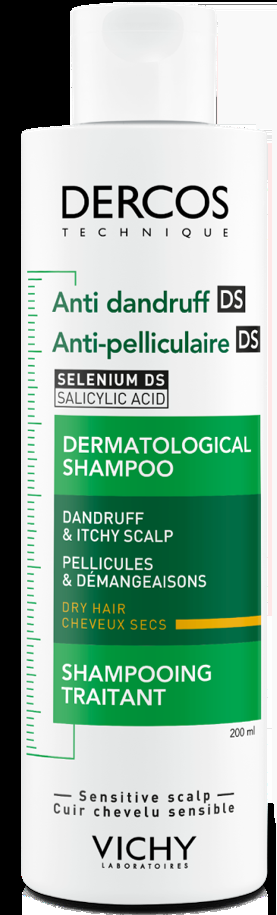 DERCOS
TECHNIQUE
Anti dandruff DS
Anti-pelliculaire DS
SELENIUM DS
SALICYLIC ACID
DERMATOLOGICAL
SHAMPOO
DANDRUFF
& ITCHY SCALP
PELLICULES
& DÉMANGEAISONS
DRY HAIR
CHEVEUX SECS
SHAMPOOING
TRAITANT
200 ml
Sensitive scalp
Cuir chevelu sensible
VICHY
LABORATOIRES